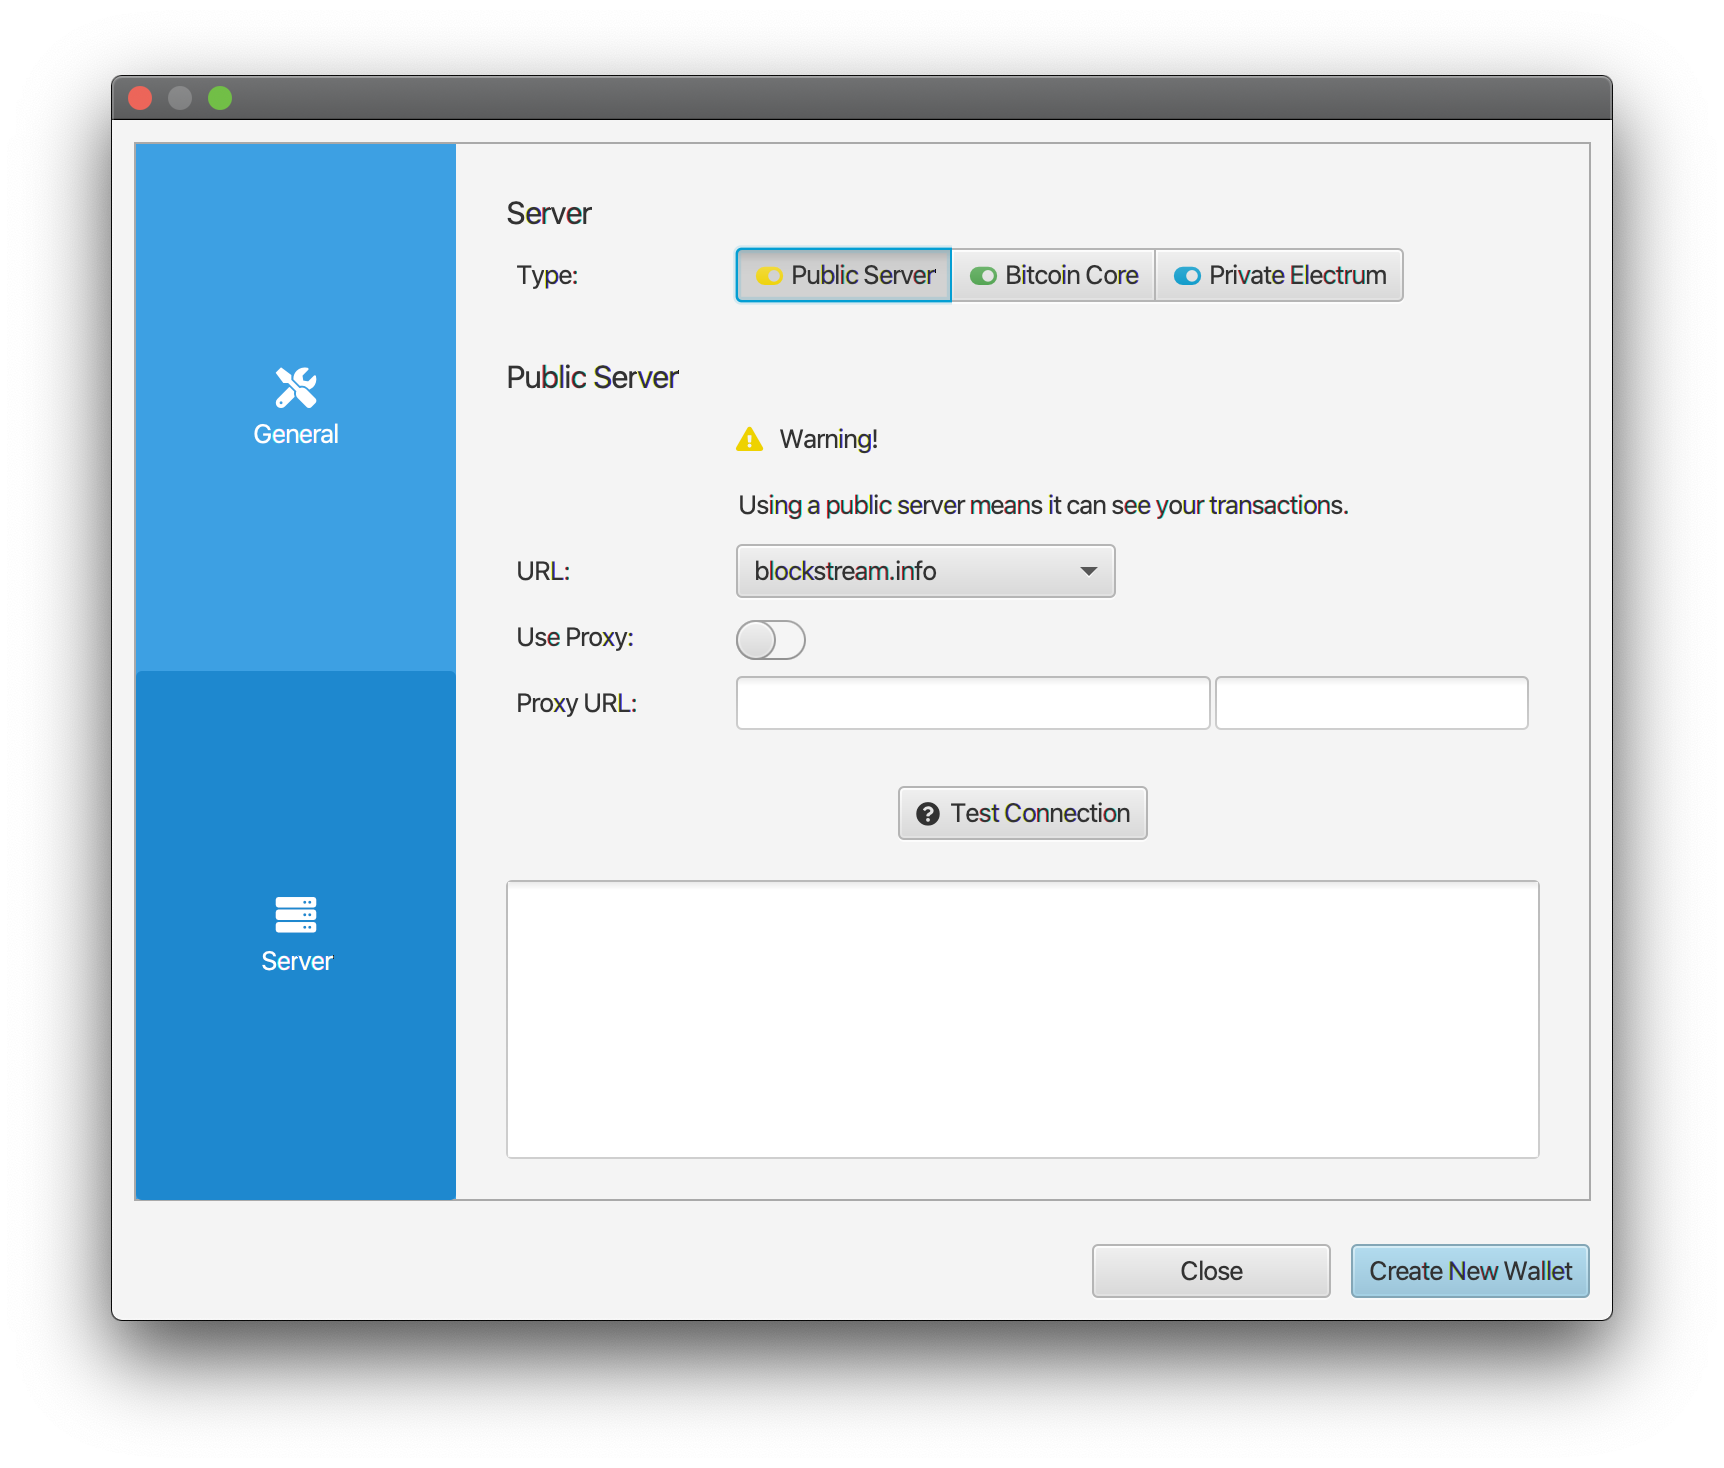 General
Server
Server
Type:
Public Server
Bitcoin Core
Private Electrum
Public Server
Warning!
Using a public server means it can see your transactions.
URL:
blockstream.info
Use Proxy:
Proxy URL:
Test Connection
Close
Create New Wallet